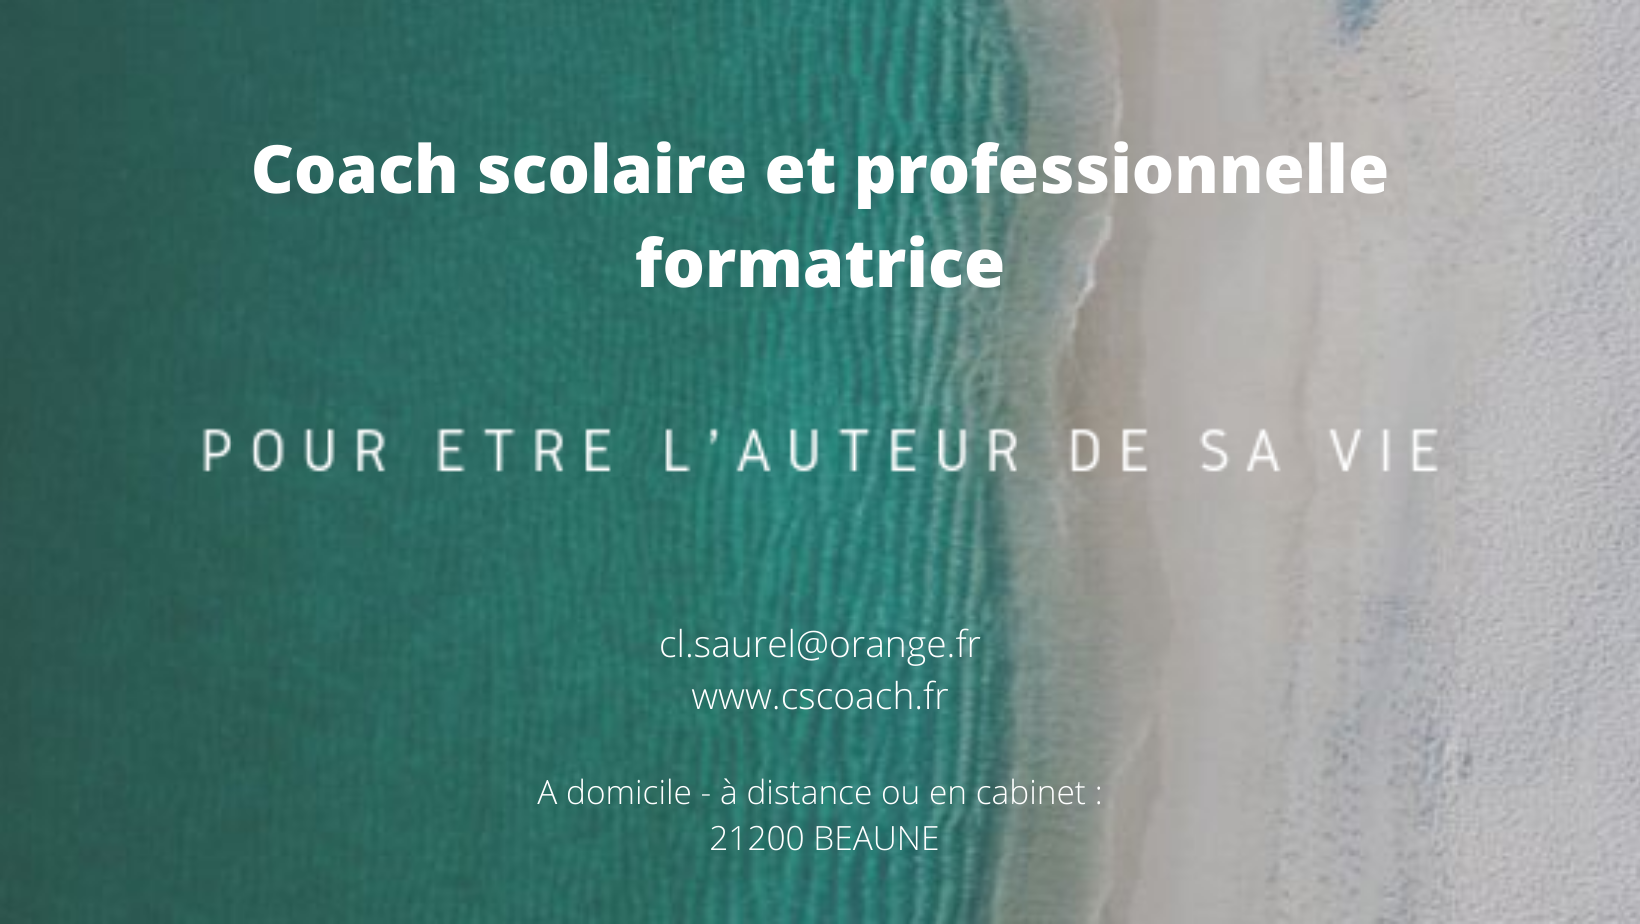 Coach scolaire et professionnelle
formatrice
POUR ETRE L’AUTEUR DE SA VIE
cl.saurel@orange.fr
www.cscoach.fr
A domicile - à distance ou en cabinet :
21200 BEAUNE